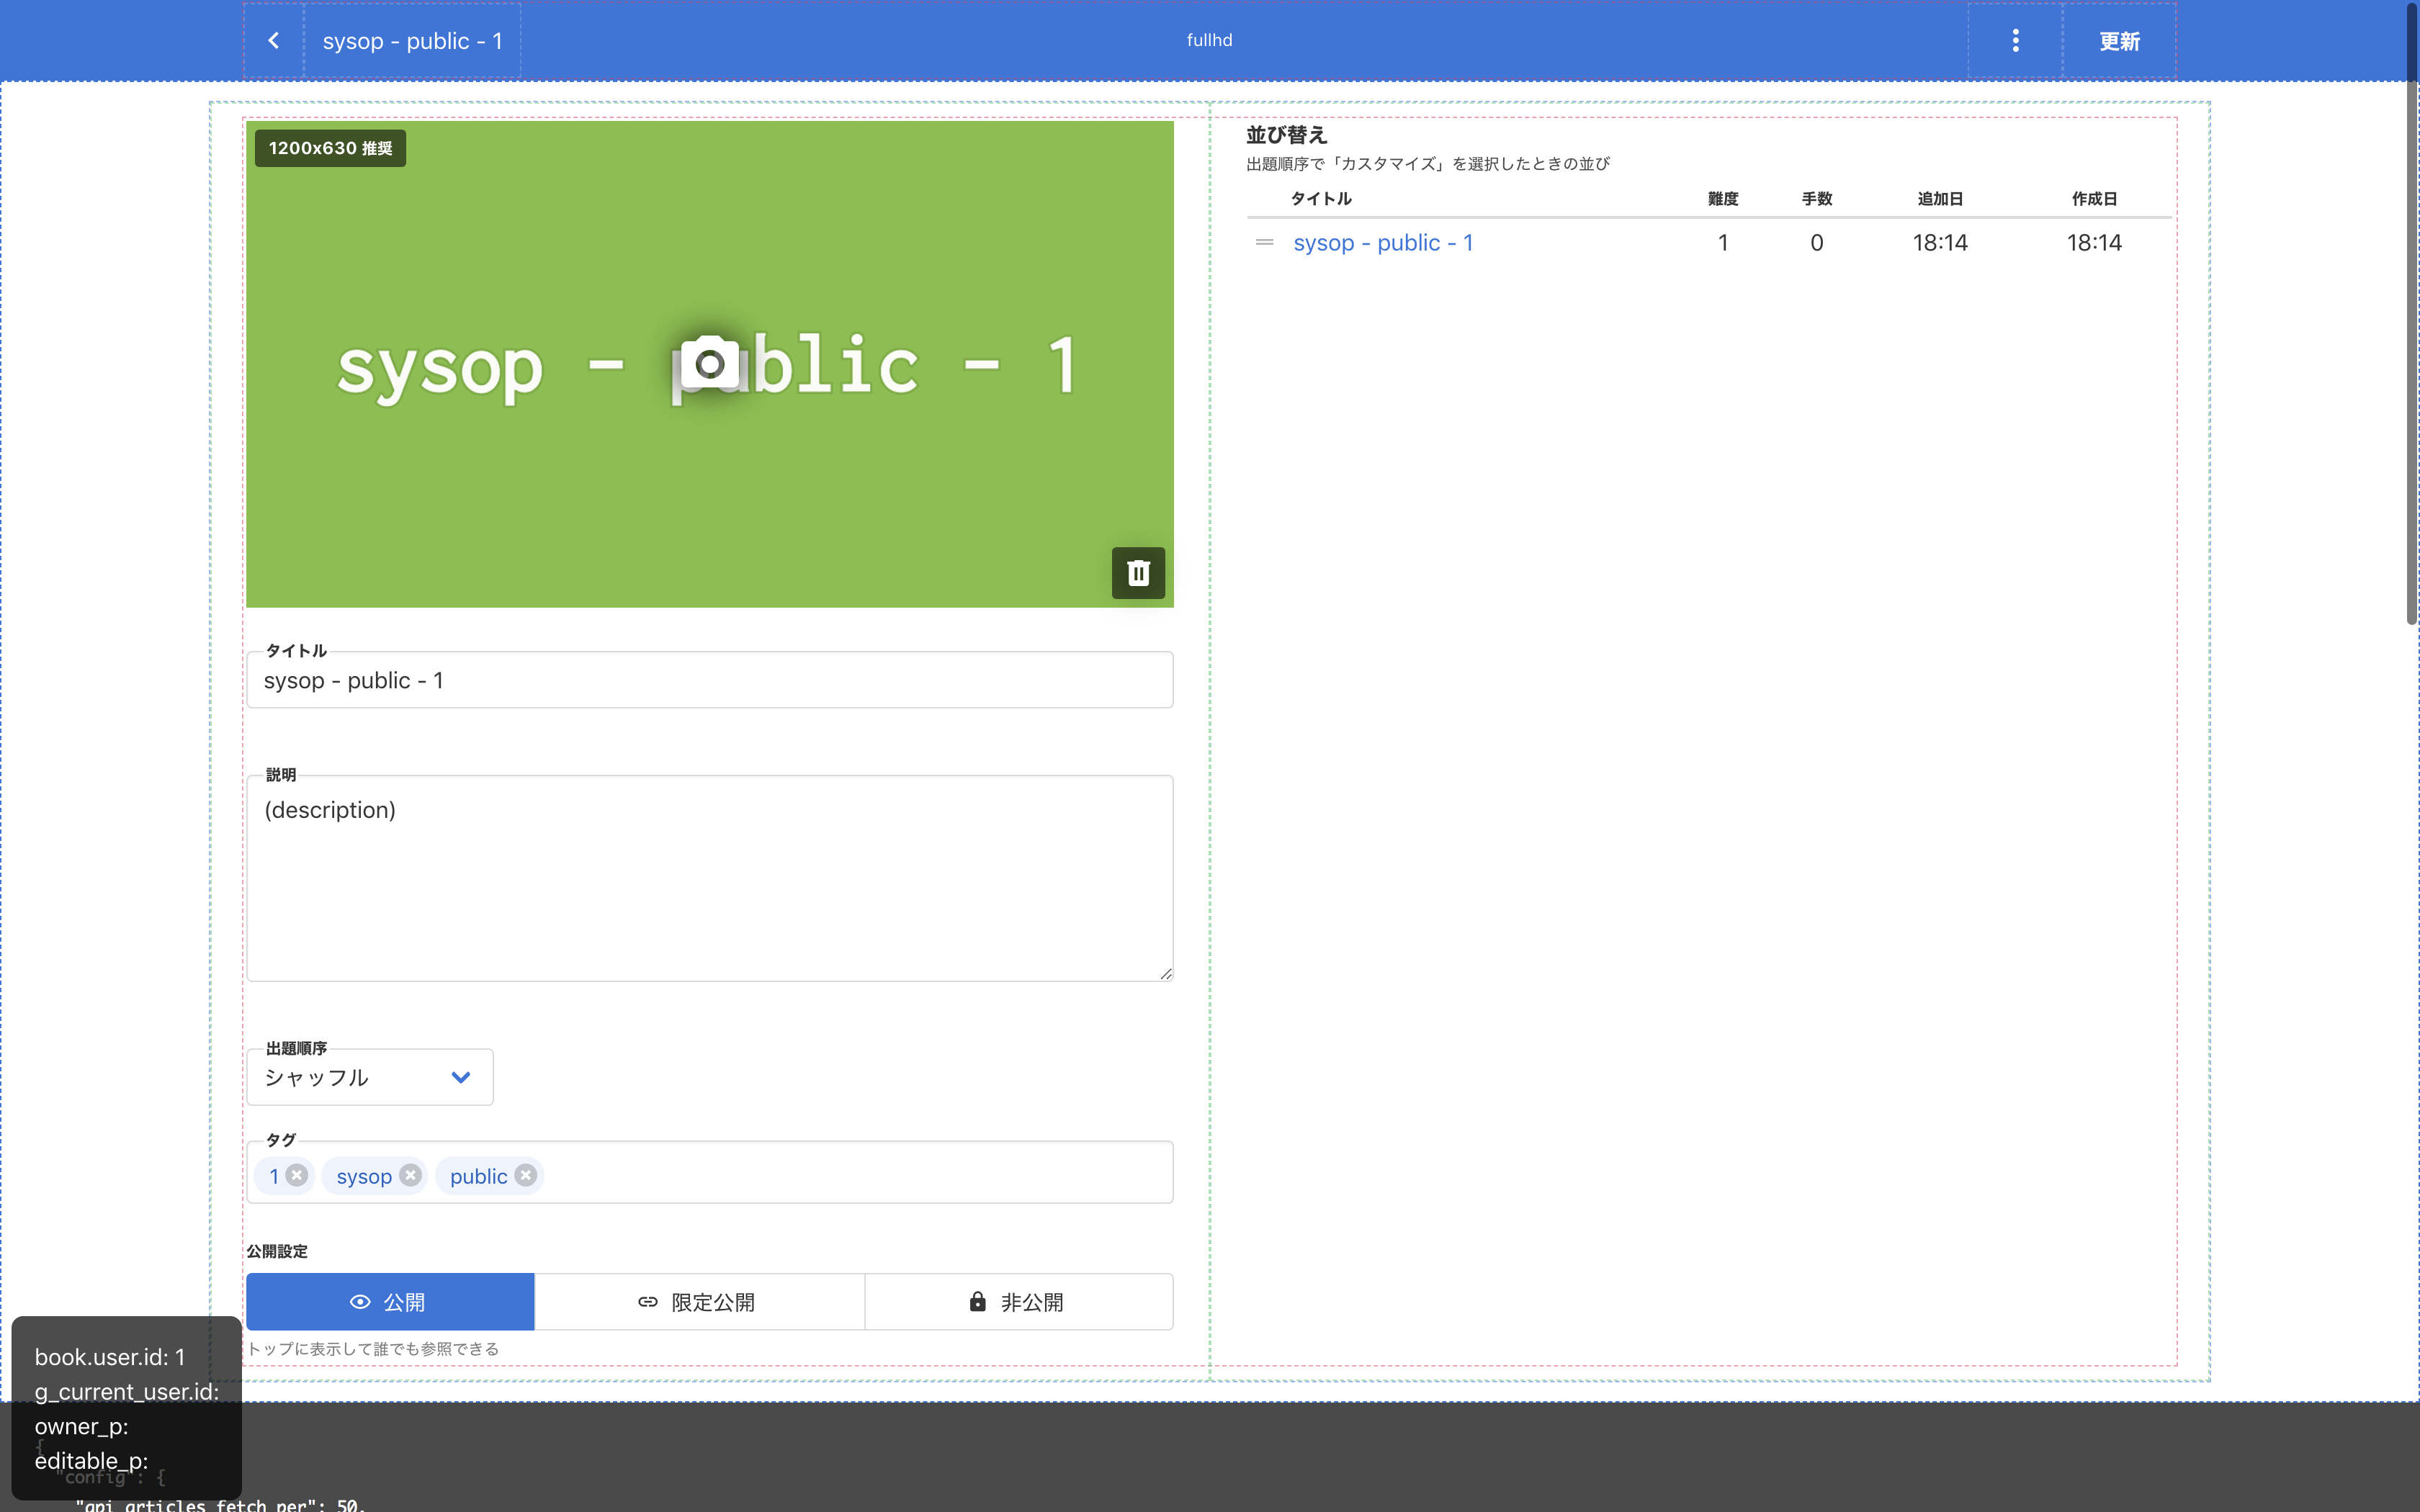 sysop - public - 1
fullhd
更新
1200x630 推奨
sysop - public - 1
タイトル
sysop - public - 1
説明
(description)
出題順序
シャッフル
タグ
1
sysop
public
公開設定
公開
限定公開
非公開
トップに表示して誰でも参照できる
並び替え
出題順序で「カスタマイズ」を選択したときの並び
タイトル 難度 手数 追加日 作成日
sysop - public - 1 1 0 18:14 18:14
book.user.id: 1
g_current_user.id:
owner_p:
editable_p:
{
"config": {
"api_articles_fetch_per": 50,